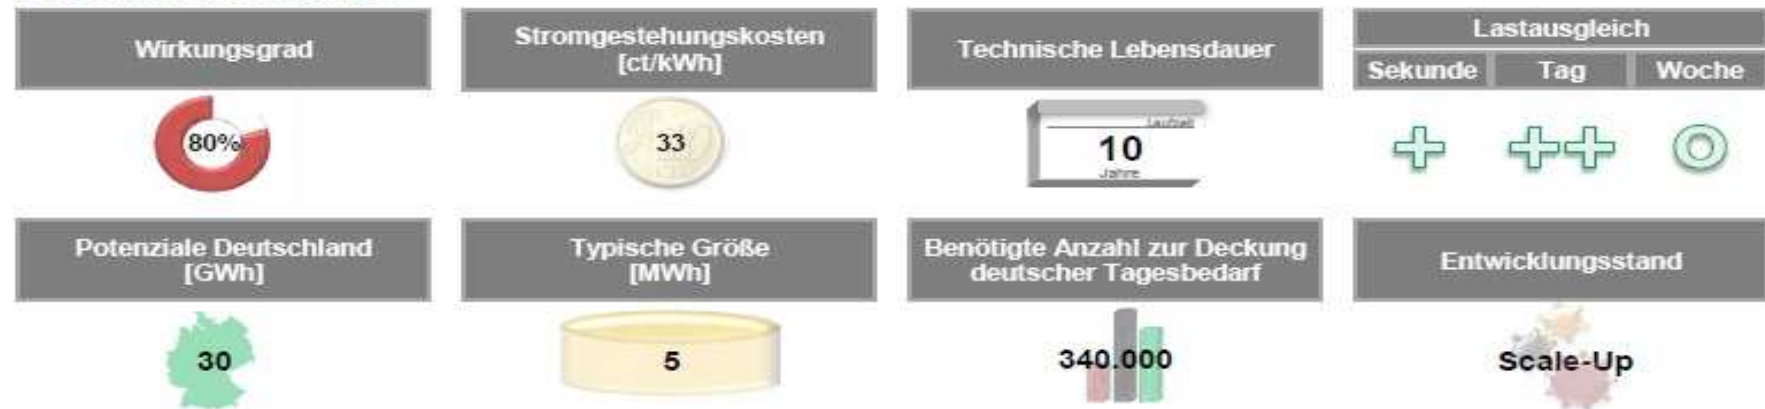 Wirkungsgrad
Stromgestehungskosten
[ct/kWh]
Technische Lebensdauer
Lastausgleich
Sekunde Tag Woche
80%
33
Laufzeit
10
Jahre
Potenziale Deutschland
[GWh]
Typische Größe
[MWh]
Benötigte Anzahl zur Deckung
deutscher Tagesbedarf
Entwicklungsstand
30
5
340.000
Scale-Up